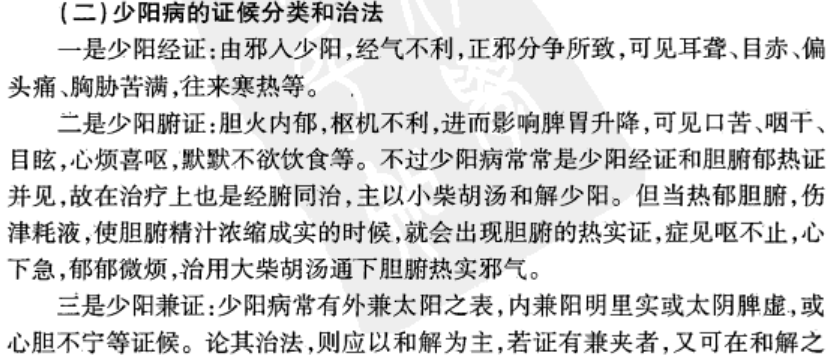 (二)少阳病的证候分类和治法
一是少阳经证:由邪入少阳,经气不利,正邪分争所致,可见耳聋、目赤、偏
头痛、胸胁苦满,往来寒热等。
二是少阳腑证:胆火内郁,枢机不利,进而影响脾胃升降,可见口苦、咽干、
目眩,心烦喜呕,默默不欲饮食等。不过少阳病常常是少阳经证和胆腑郁热证
并见,故在治疗上也是经腑同治,主以小柴胡汤和解少阳。但当热郁胆腑,伤
津耗液,使胆腑精汁浓缩成实的时候,就会出现胆腑的热实证,症见呕不止,心
下急,郁郁微烦,治用大柴胡汤通下胆腑热实邪气。
三是少阳兼证:少阳病常有外兼太阳之表,内兼阳明里实或太阴脾虚,或
心胆不宁等证候。论其治法,则应以和解为主,若证有兼夹者,又可在和解之